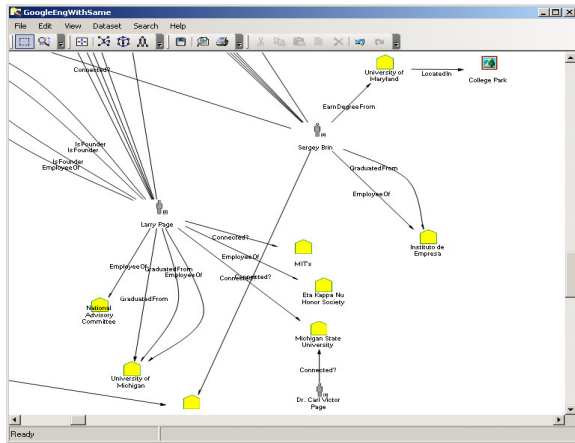 GoogleEngWithSame
File Edit View Dataset Search Help
Connected?
University of
Maryland
LocatedIn
College Park
EarnDegreeFrom
Sergey Brin
IsFounder
IsFounder
IsFounder
EmployeeOf
GraduatedFrom
EmployeeOf
Larry Page
Connected?
Instituto de
Empresa
MIT's
EmployeeOf
EmployeeOf
GraduatedFrom
EmployeeOf
Connected?
GraduatedFrom
Eta Kappa Nu
Honor Society
National
Advisory
Committee
Michigan State
University
Connected?
University of
Michigan
Dr. Carl Victor
Page
Ready